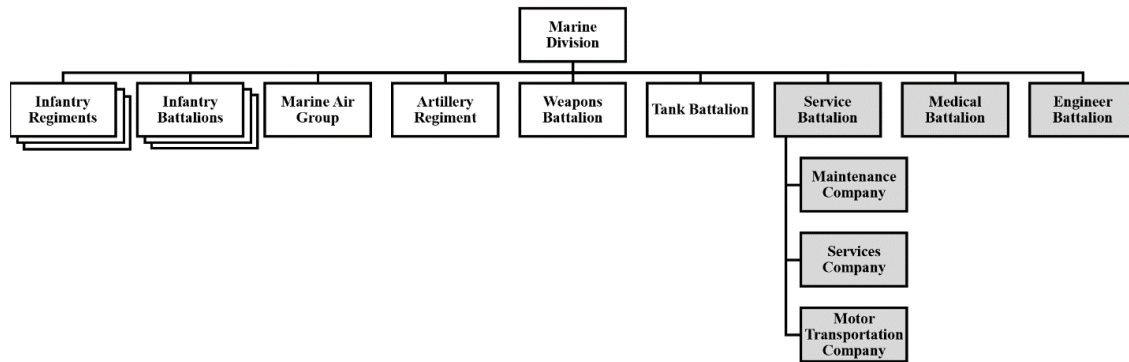 Marine
Division
Infantry
Regiments
Infantry
Battalions
Marine Air
Group
Artillery
Regiment
Weapons
Battalion
Tank Battalion
Service
Battalion
Medical
Battalion
Engineer
Battalion
Maintenance
Company
Services
Company
Motor
Transportation
Company